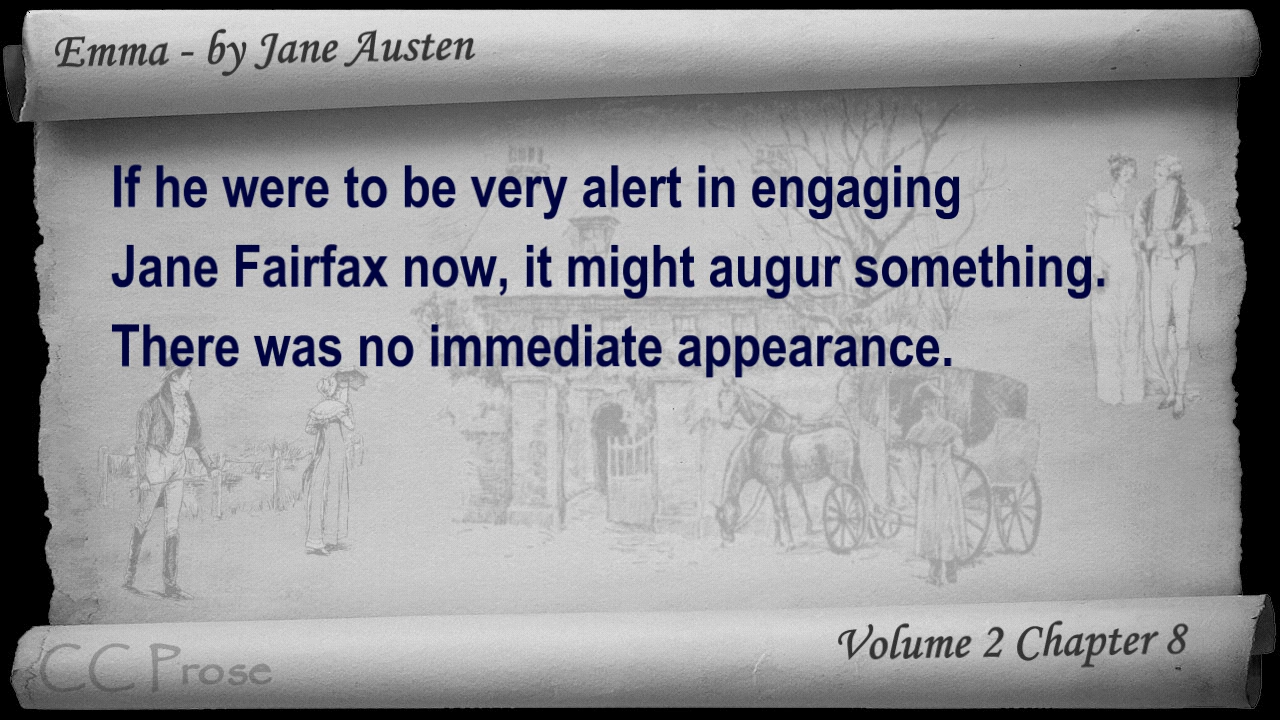 Emma - by Jane Austen
If he were to be very alert in engaging
Jane Fairfax now, it might augur something.
There was no immediate appearance.
Volume 2 Chapter 8
CC Prose